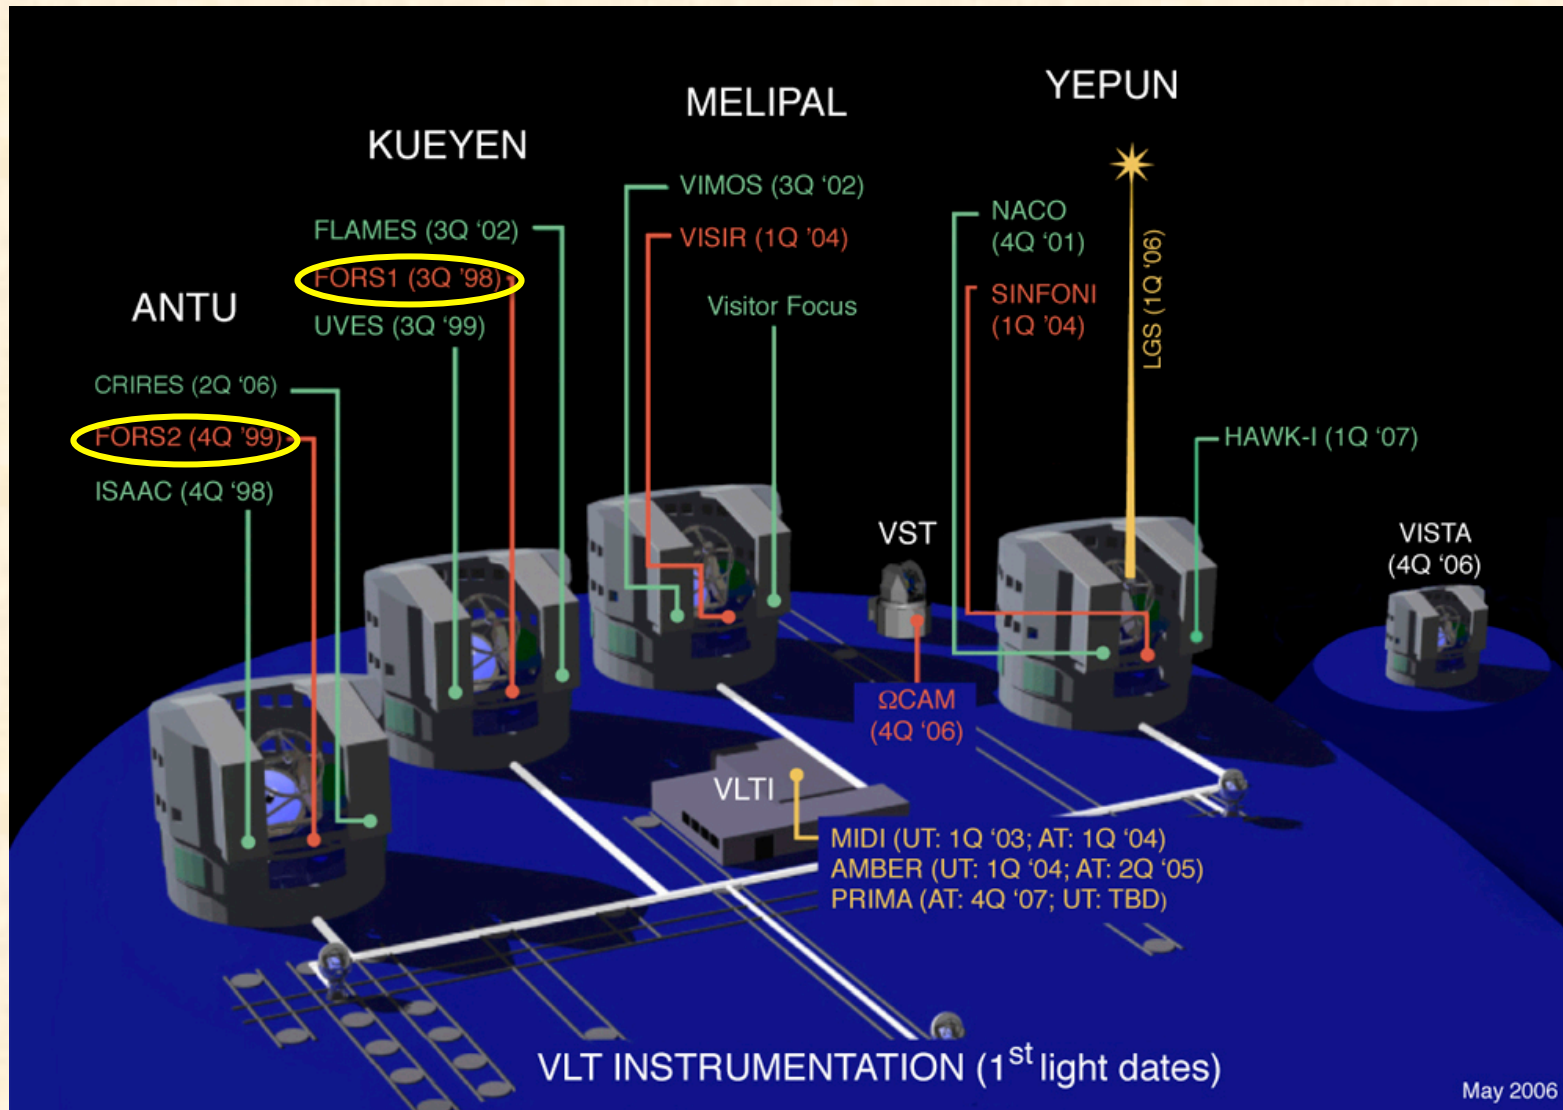 ANTU
CRIRES (2Q ‘06)
FORS2 (4Q ‘99)
ISAAC (4Q ‘98)
KUEYEN
FLAMES (3Q ‘02)
FORS1 (3Q ’98)
UVES (3Q ‘99)
MELIPAL
VIMOS (3Q ‘02)
VISIR (1Q ‘04)
Visitor Focus
YEPUN
NACO
(4Q ‘01)
SINFONI
(1Q ’04)
LGS (1Q ‘06)
HAWK-I (1Q ‘07)
VST
ΩCAM
(4Q ‘06)
VISTA
(4Q ‘06)
VLTI
MIDI (UT: 1Q ‘03; AT: 1Q ‘04)
AMBER (UT: 1Q ‘04; AT: 2Q ‘05)
PRIMA (AT: 4Q ‘07; UT: TBD)
VLT INSTRUMENTATION (1st light dates)
May 2006